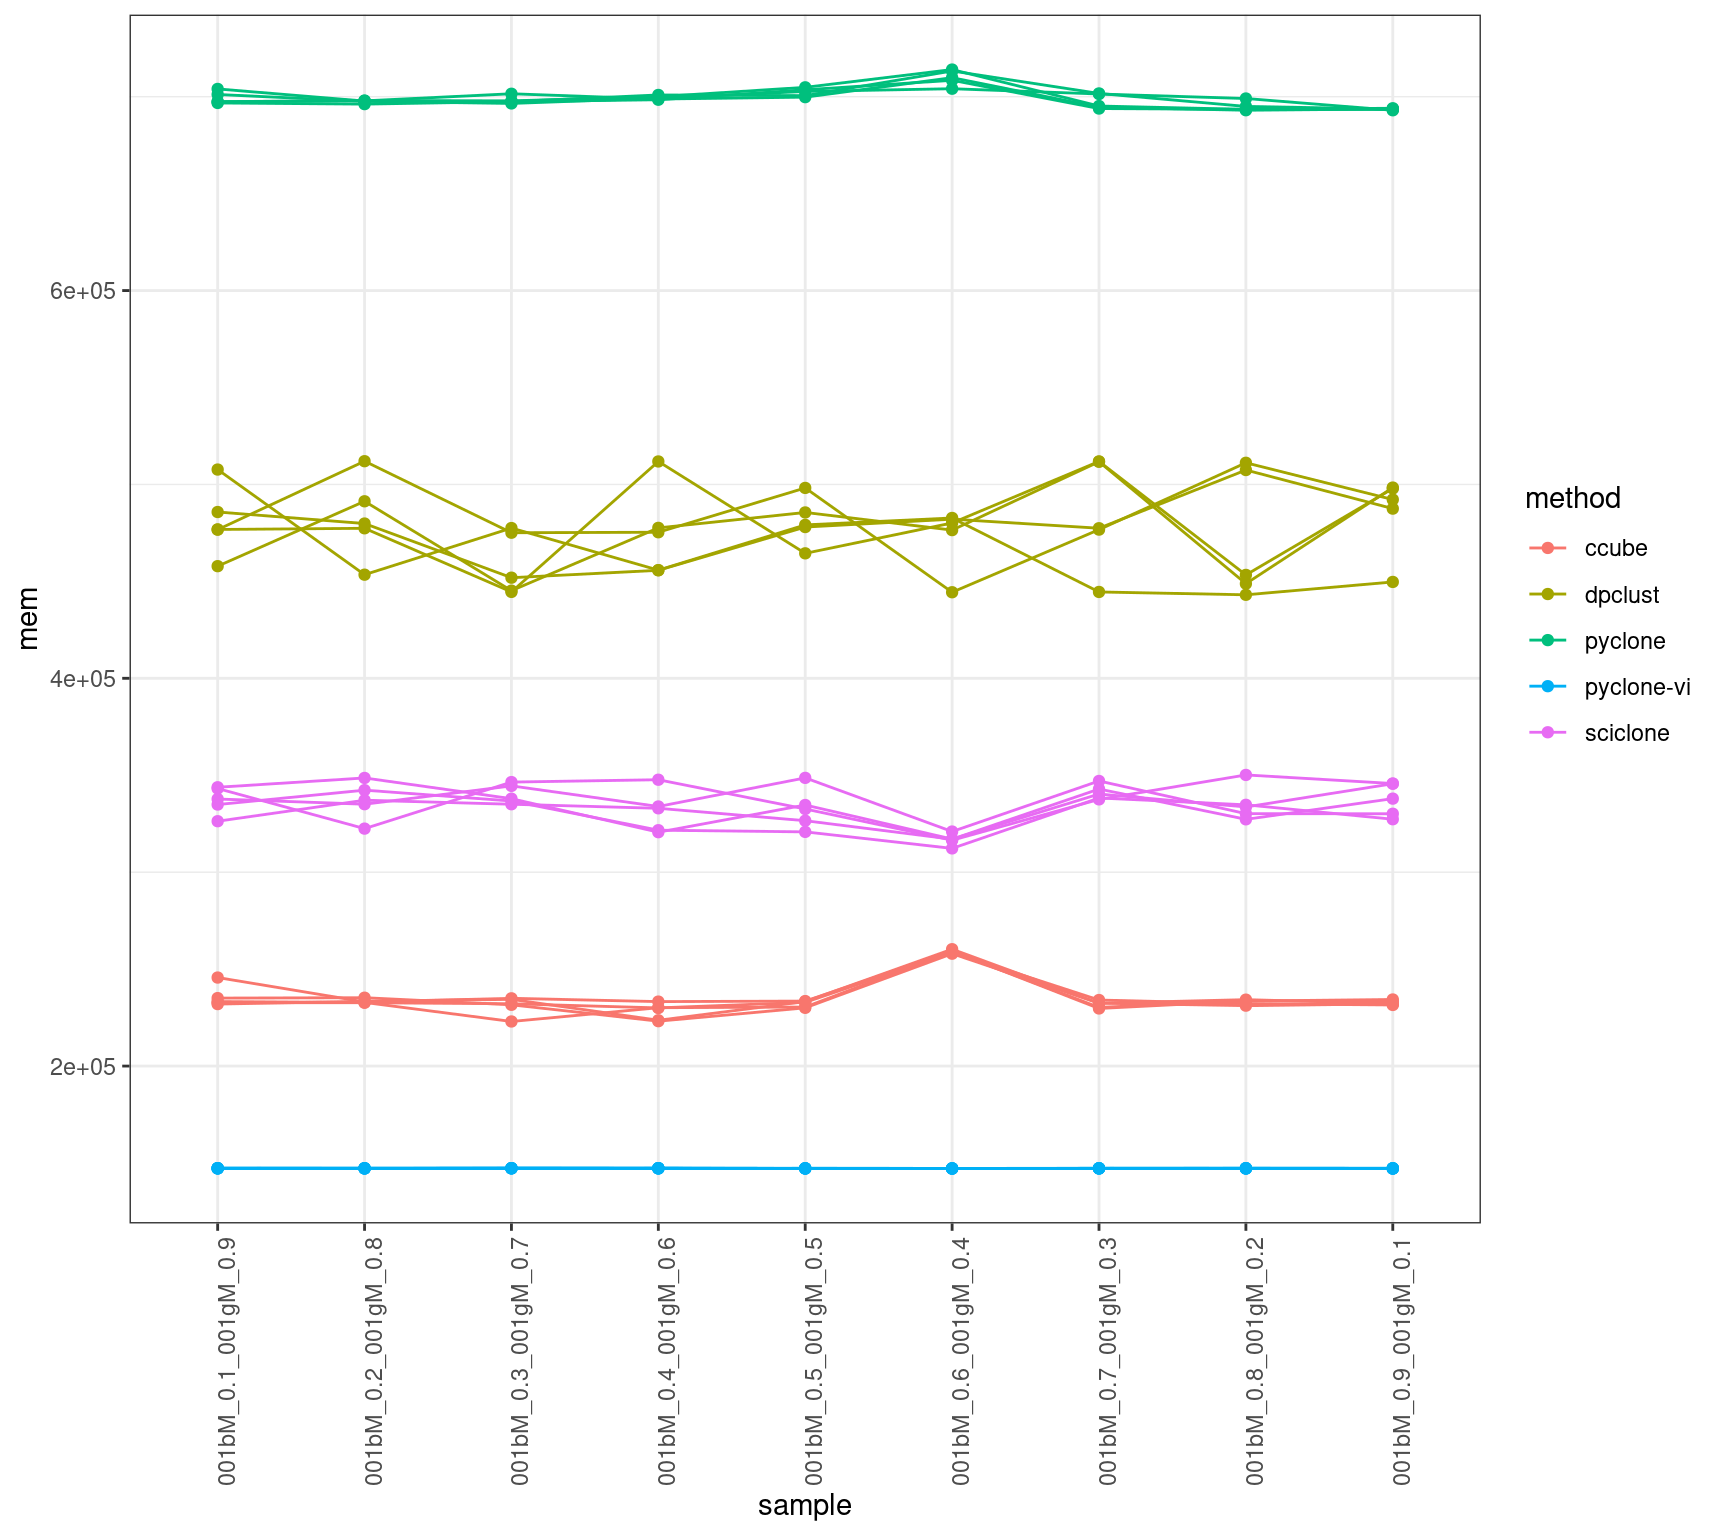 mem
6e+05
4e+05
2e+05
001bM_0.1_001gM_0.9
001bM_0.2_001gM_0.8
001bM_0.3_001gM_0.7
001bM_0.4_001gM_0.6
001bM_0.5_001gM_0.5
001bM_0.6_001gM_0.4
001bM_0.7_001gM_0.3
001bM_0.8_001gM_0.2
001bM_0.9_001gM_0.1
sample
method
ccube
dpclust
pyclone
pyclone-vi
sciclone